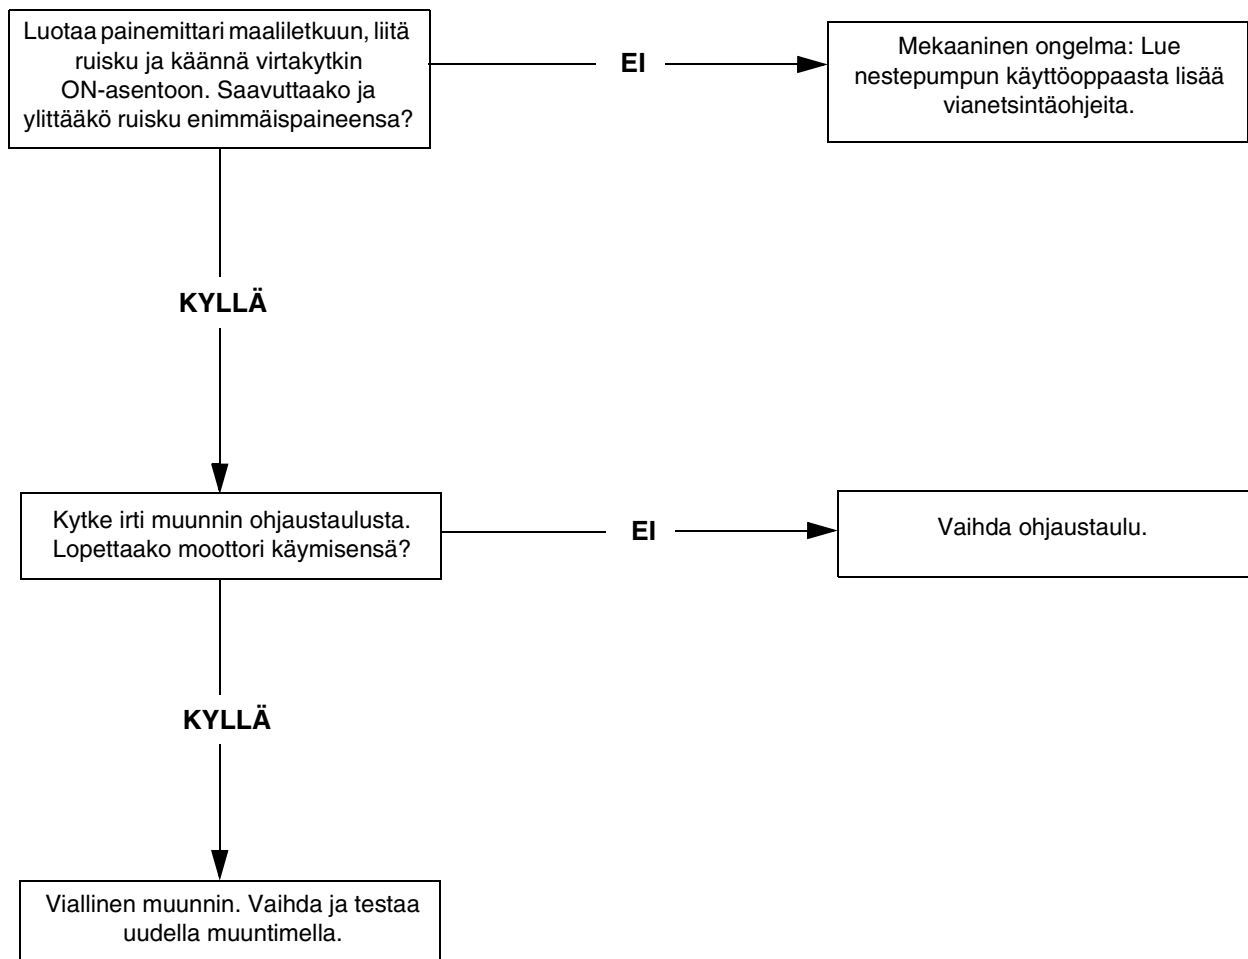 Luotaa painemittari maaliletkuun, liitä
ruisku ja käännä virtakytkin
ON-asentoon. Saavuttaako ja
ylittääkö ruisku enimmäispaineensa?
EI
Mekaaninen ongelma: Lue
nestepumpun käyttöoppaasta lisää
vianetsintäohjeita.
KYLLÄ
Kytke irti muunnin ohjaustaulusta.
Lopettaako moottori käymisensä?
EI
Vaihda ohjaustaulu.
KYLLÄ
Viallinen muunnin. Vaihda ja testaa
uudella muuntimella.